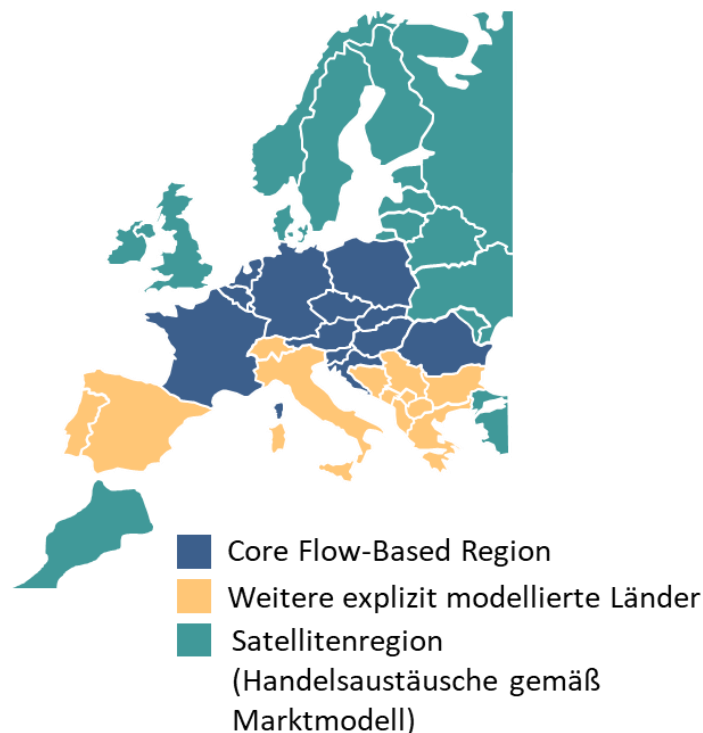 Core Flow-Based Region
Weitere explizit modellierte Länder
Satellitenregion
(Handelsaustäusche gemäß
Marktmodell)